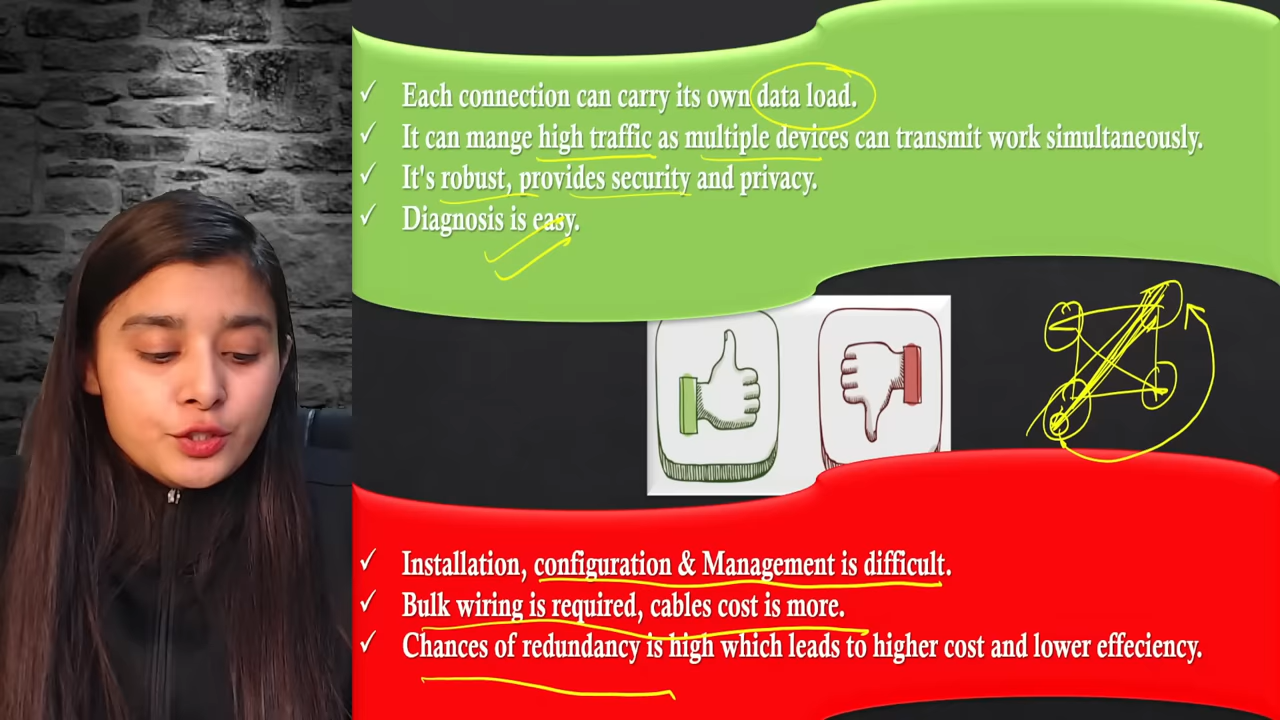 ✓ Each connection can carry its own data load.
✓ It can mange high traffic as multiple devices can transmit work simultaneously.
✓ It's robust, provides security and privacy.
✓ Diagnosis is easy.
✓ Installation, configuration & Management is difficult.
✓ Bulk wiring is required, cables cost is more.
✓ Chances of redundancy is high which leads to higher cost and lower effeciency.